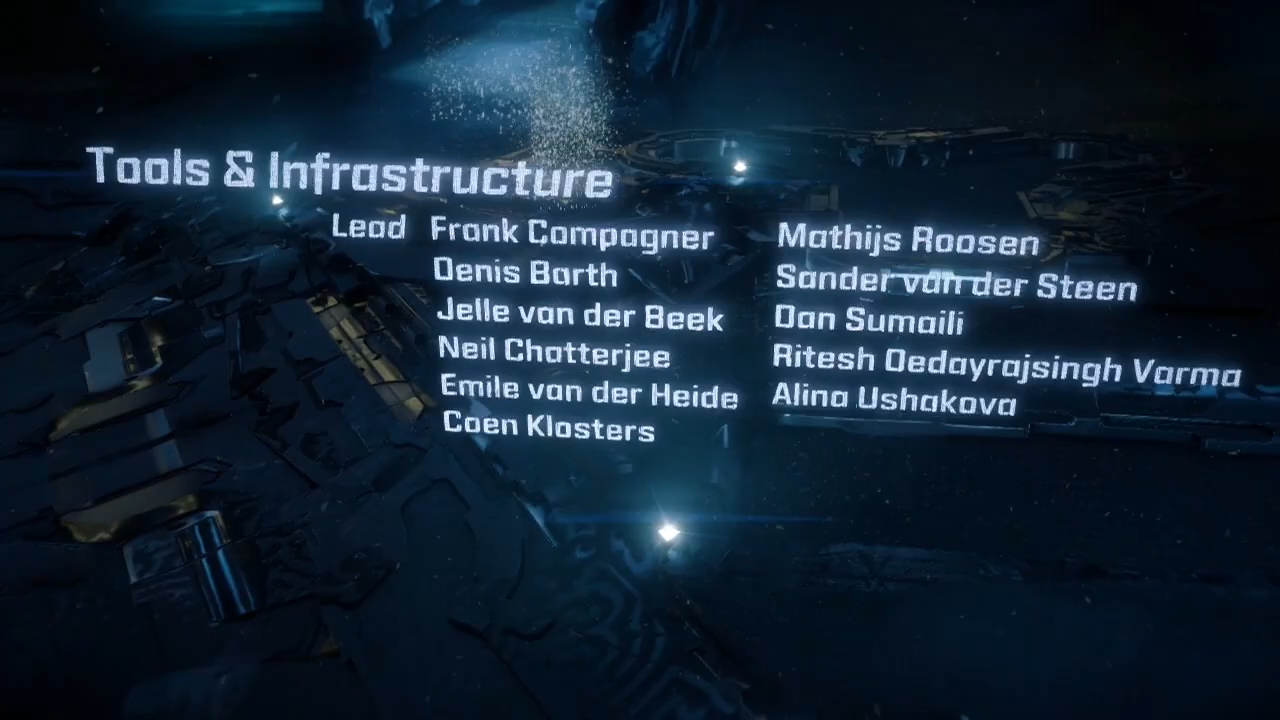 Tools & Infrastructure
Lead Frank Compagner
Denis Barth
Jelle van der Beek
Neil Chatterjee
Emile van der Heide
Coen Klosters
Mathijs Roosen
Sander van der Steen
Dan Sumaili
Ritesh Oedayrajsingh Varma
Alina Ushakova